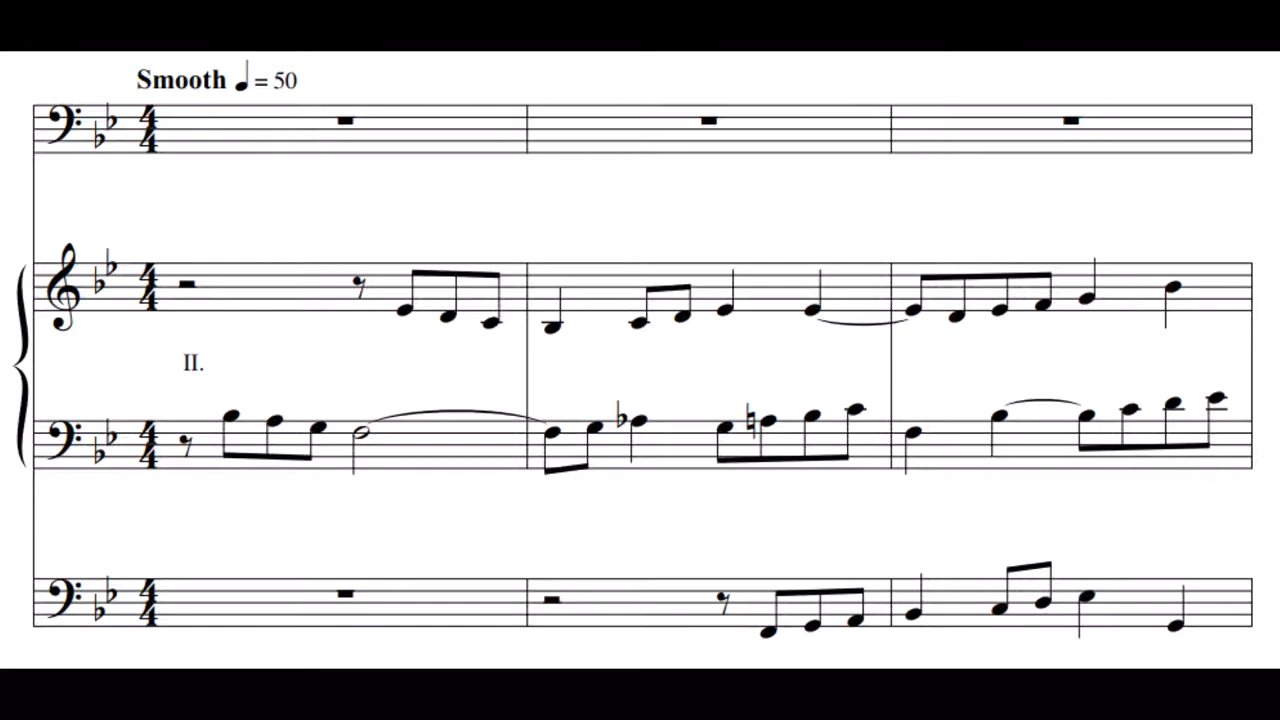 Smooth ♩ = 50
II.